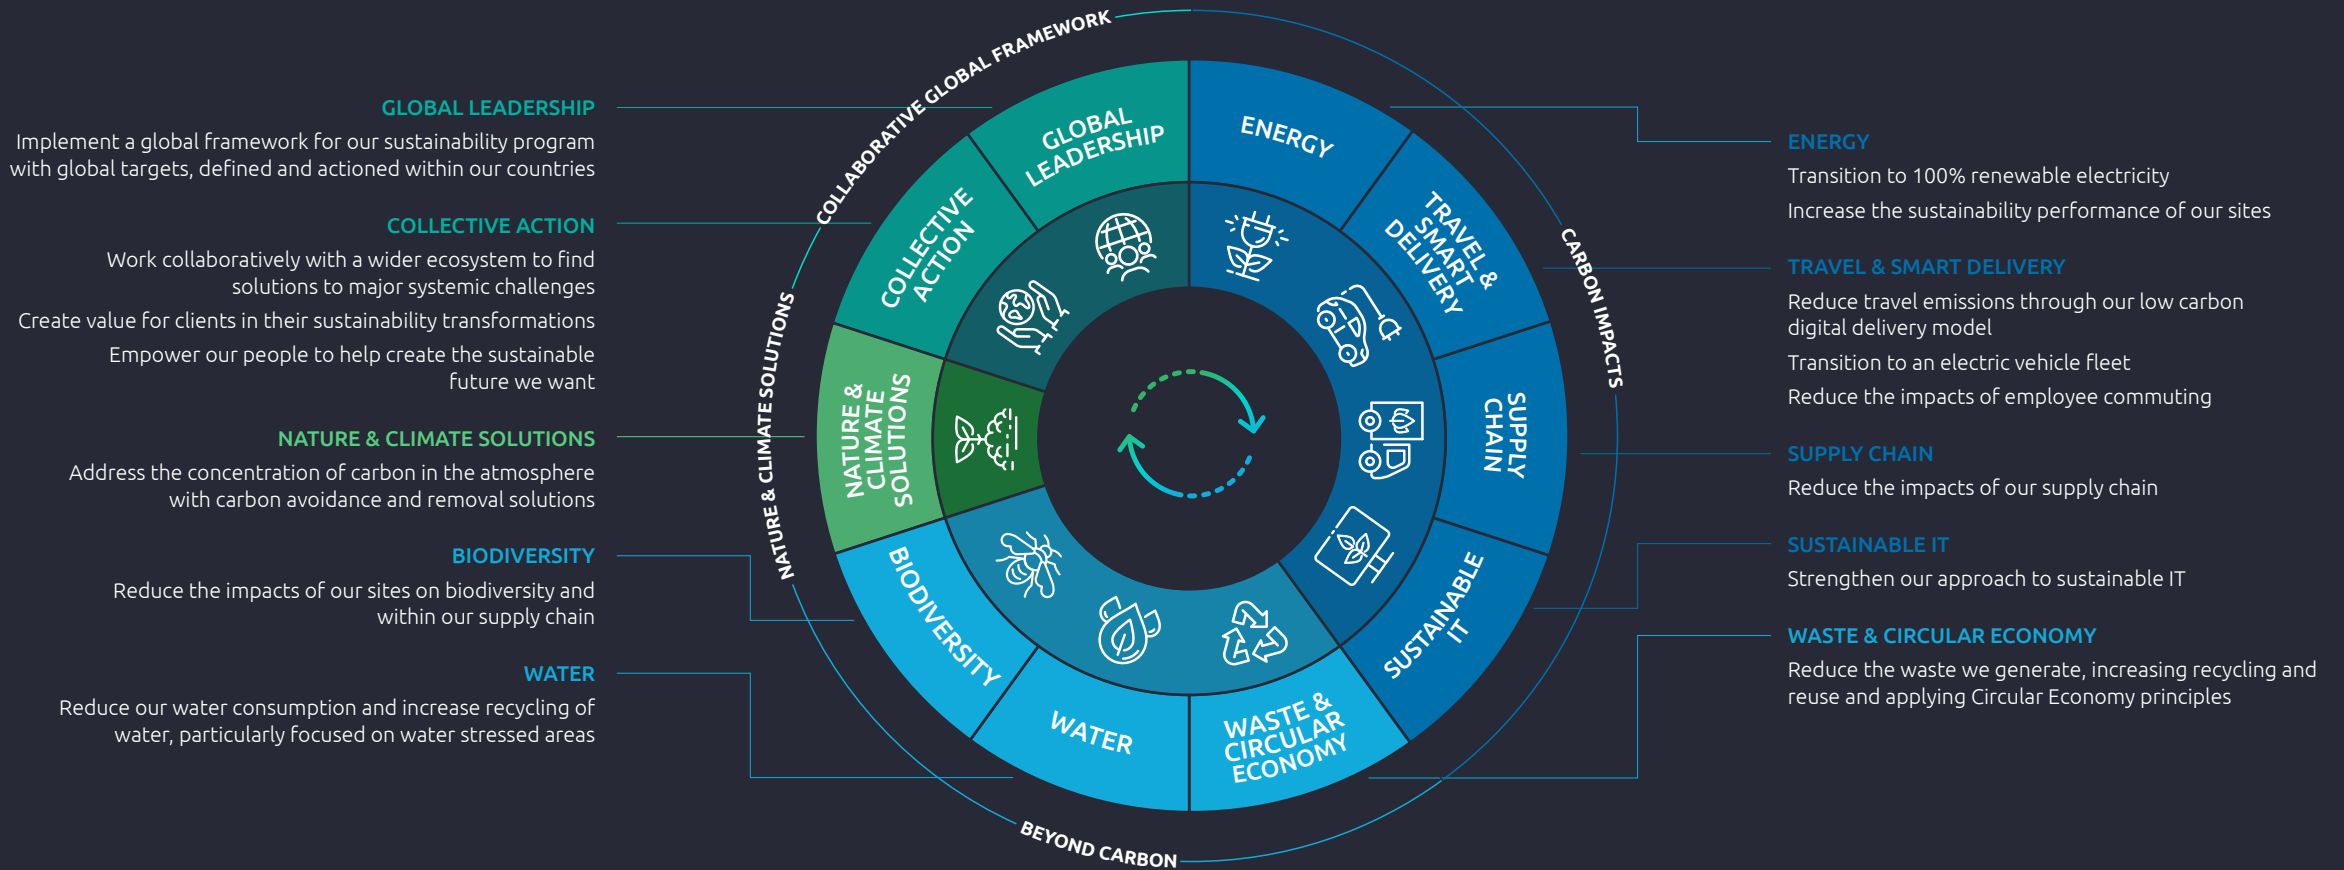 GLOBAL LEADERSHIP
Implement a global framework for our sustainability program
with global targets, defined and actioned within our countries
COLLECTIVE ACTION
Work collaboratively with a wider ecosystem to find
solutions to major systemic challenges
Create value for clients in their sustainability transformations
Empower our people to help create the sustainable
future we want
NATURE & CLIMATE SOLUTIONS
Address the concentration of carbon in the atmosphere
with carbon avoidance and removal solutions
BIODIVERSITY
Reduce the impacts of our sites on biodiversity and
within our supply chain
WATER
Reduce our water consumption and increase recycling of
water, particularly focused on water stressed areas
COLLABORATIVE GLOBAL FRAMEWORK
NATURE & CLIMATE SOLUTIONS
CARBON IMPACTS
BEYOND CARBON
GLOBAL
LEADERSHIP
ENERGY
TRAVEL &
SMART
DELIVERY
SUPPLY
CHAIN
SUSTAINABLE
IT
WASTE &
CIRCULAR
ECONOMY
WATER
BIODIVERSITY
NATURE &
CLIMATE
SOLUTIONS
COLLECTIVE
ACTION
ENERGY
Transition to 100% renewable electricity
Increase the sustainability performance of our sites
TRAVEL & SMART DELIVERY
Reduce travel emissions through our low carbon
digital delivery model
Transition to an electric vehicle fleet
Reduce the impacts of employee commuting
SUPPLY CHAIN
Reduce the impacts of our supply chain
SUSTAINABLE IT
Strengthen our approach to sustainable IT
WASTE & CIRCULAR ECONOMY
Reduce the waste we generate, increasing recycling and
reuse and applying Circular Economy principles